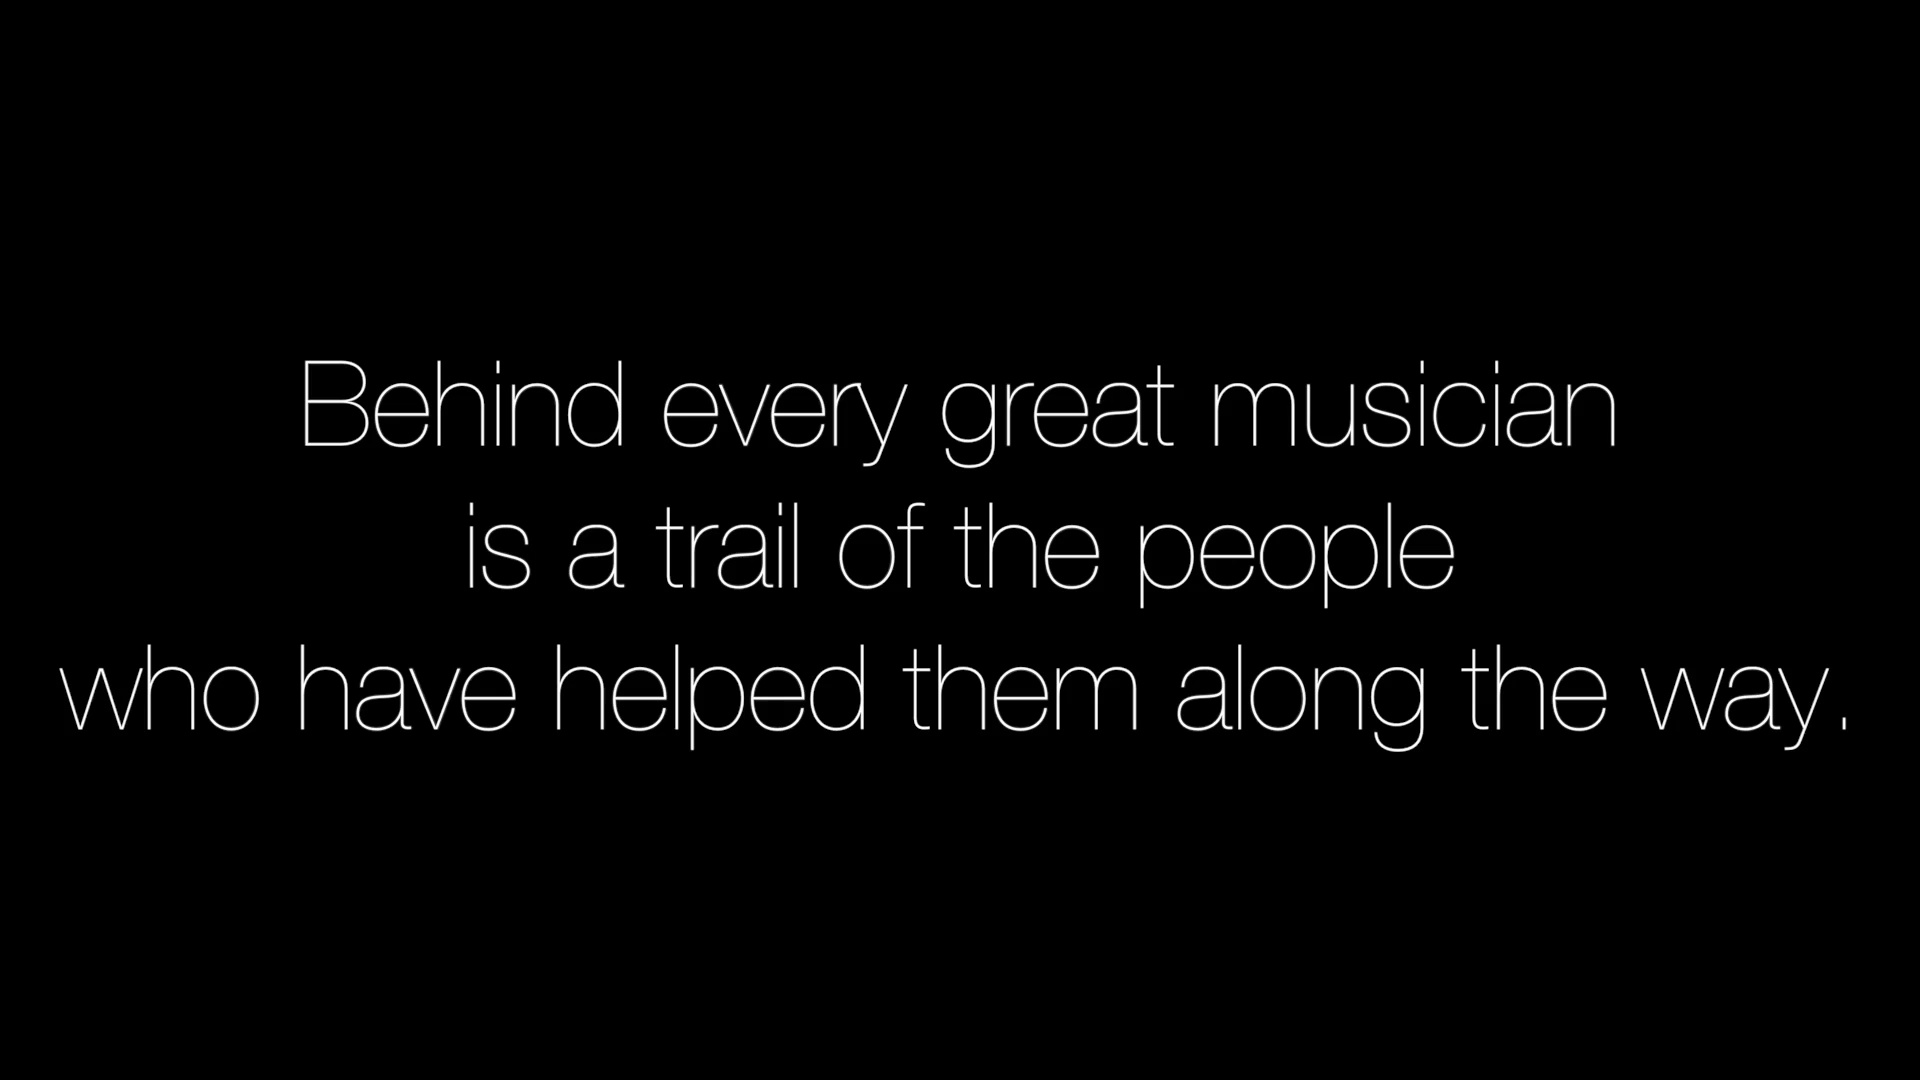 Behind every great musician
is a trail of the people
who have helped them along the way.